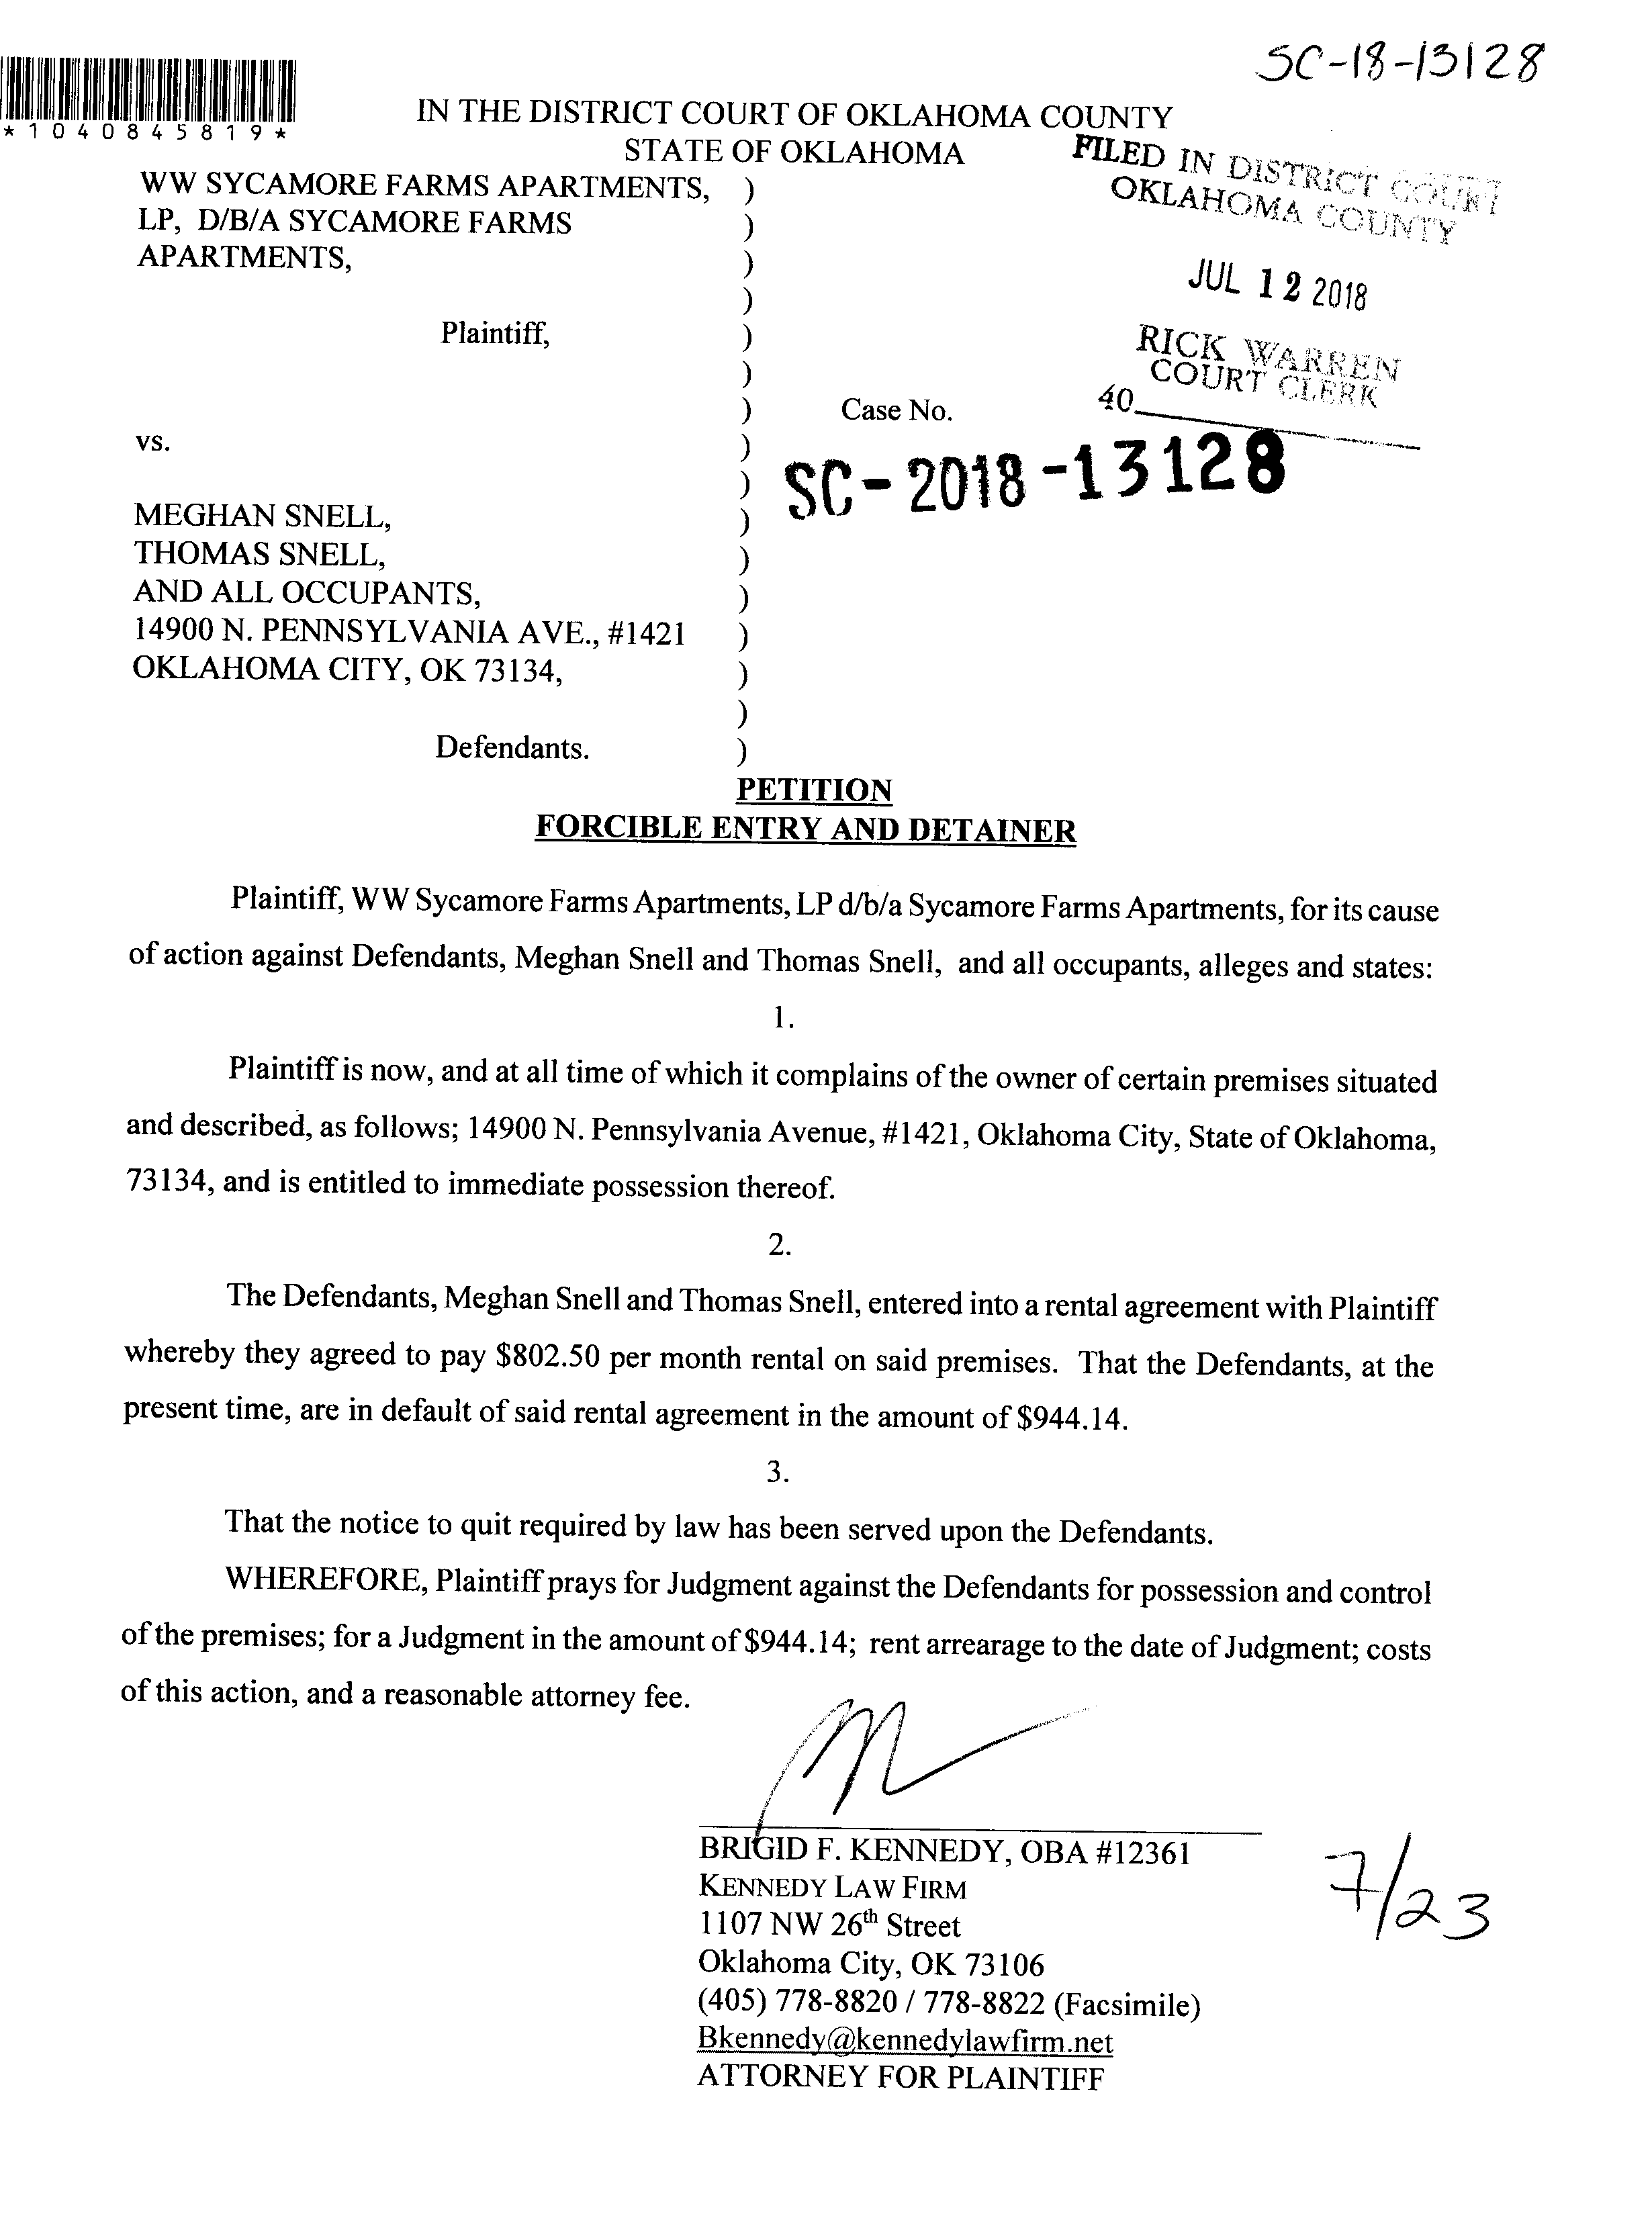 SC-18-13128
*1040845819*
IN THE DISTRICT COURT OF OKLAHOMA COUNTY
STATE OF OKLAHOMA
FILED IN DISTRICT COURT
OKLAHOMA COUNTY
JUL 12 2018
RICK WARREN
COURT CLERK
40
WW SYCAMORE FARMS APARTMENTS, )
LP, D/B/A SYCAMORE FARMS )
APARTMENTS, )
)
Plaintiff, )
)
) Case No.
vs. )
) SC-2018-13128
MEGHAN SNELL, )
THOMAS SNELL, )
AND ALL OCCUPANTS, )
14900 N. PENNSYLVANIA AVE., #1421 )
OKLAHOMA CITY, OK 73134, )
)
Defendants. )
PETITION
FORCIBLE ENTRY AND DETAINER
Plaintiff, WW Sycamore Farms Apartments, LP d/b/a Sycamore Farms Apartments, for its cause
of action against Defendants, Meghan Snell and Thomas Snell, and all occupants, alleges and states:
1.
Plaintiff is now, and at all time of which it complains of the owner of certain premises situated
and described, as follows; 14900 N. Pennsylvania Avenue, #1421, Oklahoma City, State of Oklahoma,
73134, and is entitled to immediate possession thereof.
2.
The Defendants, Meghan Snell and Thomas Snell, entered into a rental agreement with Plaintiff
whereby they agreed to pay $802.50 per month rental on said premises. That the Defendants, at the
present time, are in default of said rental agreement in the amount of $944.14.
3.
That the notice to quit required by law has been served upon the Defendants.
WHEREFORE, Plaintiff prays for Judgment against the Defendants for possession and control
of the premises; for a Judgment in the amount of $944.14; rent arrearage to the date of Judgment; costs
of this action, and a reasonable attorney fee.
BRIGID F. KENNEDY, OBA #12361
KENNEDY LAW FIRM
1107 NW 26th Street
Oklahoma City, OK 73106
(405) 778-8820 / 778-8822 (Facsimile)
Bkennedy@kennedylawfirm.net
ATTORNEY FOR PLAINTIFF
7/23